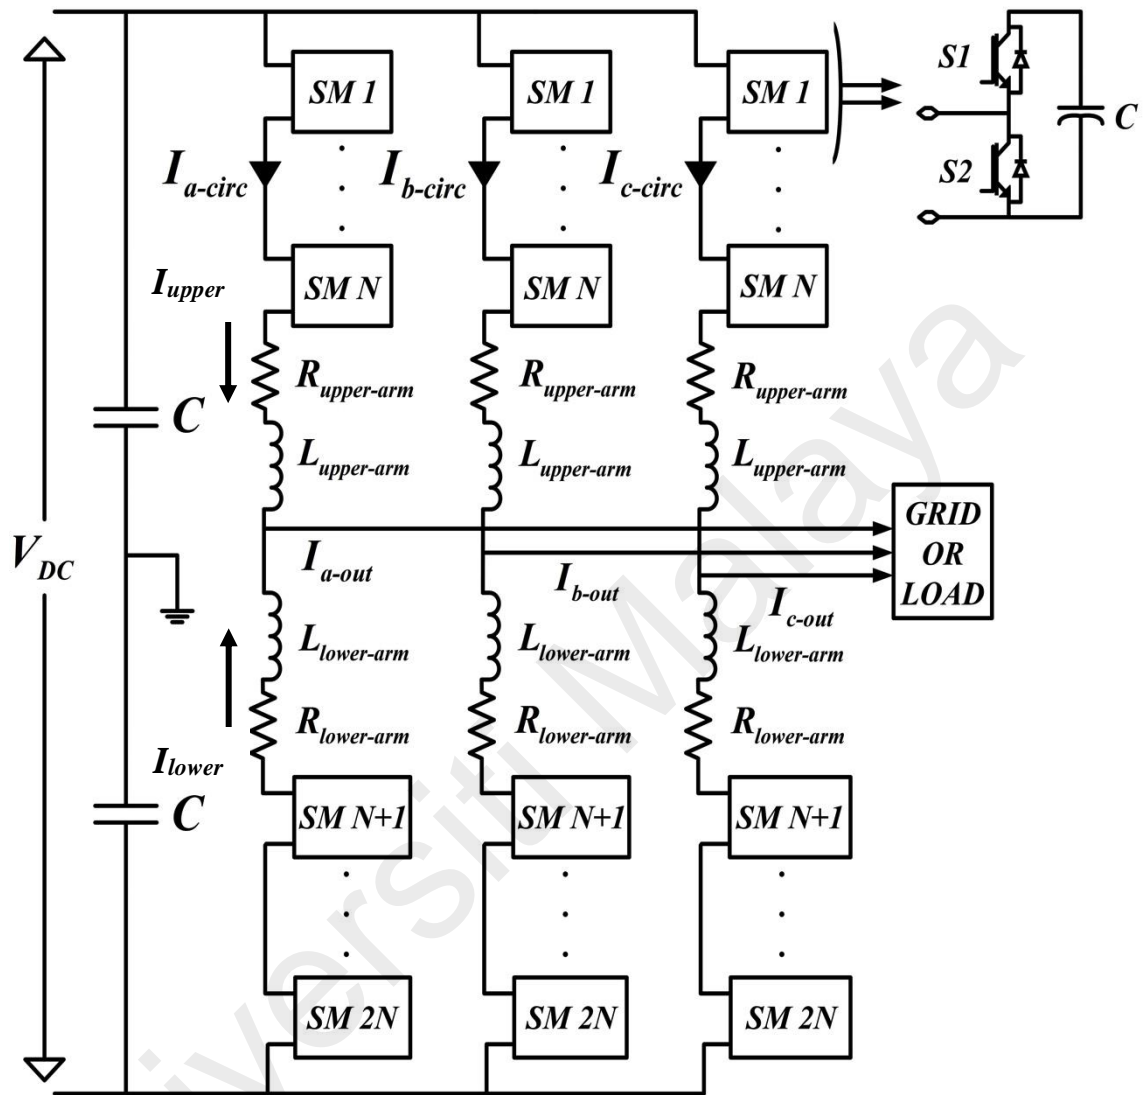 SM 1
SM 1
SM 1
S1
C
S2
I a-circ
I b-circ
I c-circ
SM N
SM N
SM N
I upper
R upper-arm
R upper-arm
R upper-arm
C
L upper-arm
L upper-arm
L upper-arm
GRID
OR
LOAD
V DC
I a-out
I b-out
I c-out
L lower-arm
L lower-arm
L lower-arm
R lower-arm
R lower-arm
R lower-arm
I lower
C
SM N+1
SM N+1
SM N+1
SM 2N
SM 2N
SM 2N
iversiti Malaya